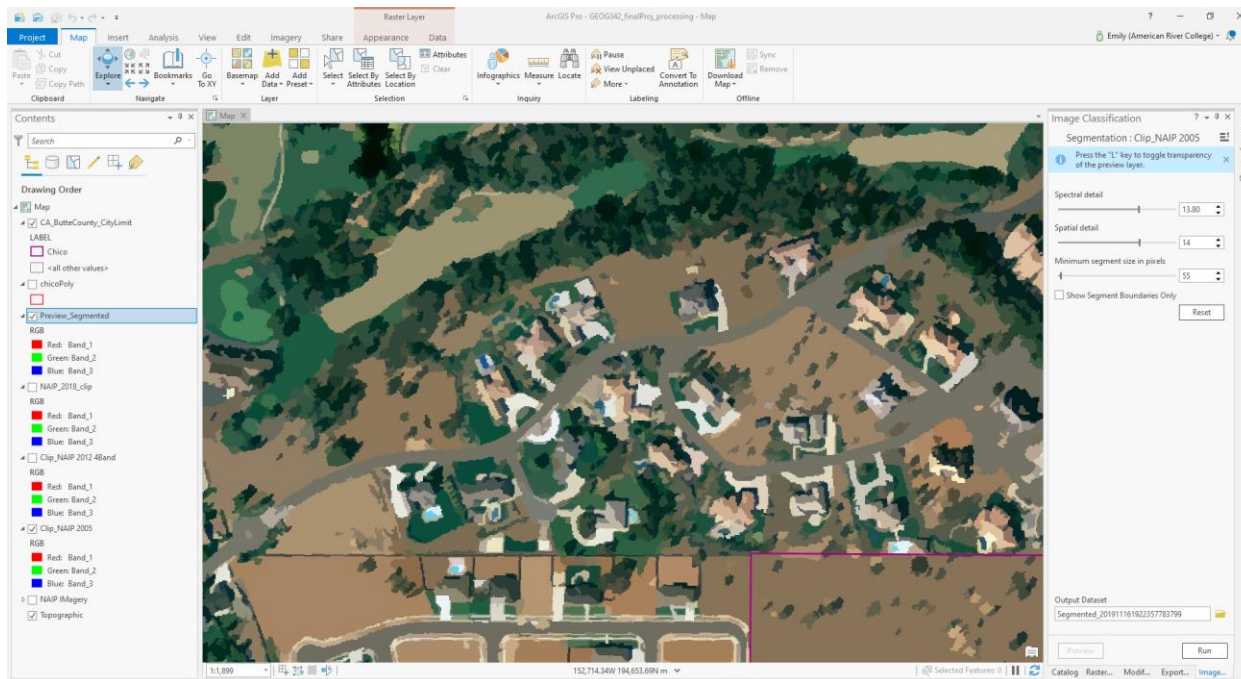 Raster Layer
ArcGIS Pro - GEOG342_finalProj_processing - Map
?
Project Map Insert Analysis View Edit Imagery Share Appearance Data
Emily (American River College)
Cut
Copy
Copy Path
Paste
Clipboard
Explore
Bookmarks
Go
To XY
Navigate
Basemap
Add
Data
Add
Preset
Layer
Select
Select By
Attributes
Select By
Location
Attributes
Clear
Selection
Infographics
Measure
Locate
Inquiry
Pause
View Unplaced
More
Convert To
Annotation
Labeling
Download
Map
Sync
Remove
Offline
Contents
Search
Drawing Order
Map
CA_ButteCounty_CityLimit
LABEL
Chico
<all other values>
chicoPoly
Preview_Segmented
RGB
Red: Band_1
Green: Band_2
Blue: Band_3
NAIP_2018_clip
RGB
Red: Band_1
Green: Band_2
Blue: Band_3
Clip_NAIP 2012 4Band
RGB
Red: Band_1
Green: Band_2
Blue: Band_3
Clip_NAIP 2005
RGB
Red: Band_1
Green: Band_2
Blue: Band_3
NAIP IMagery
Topographic
Map
1:1,899
152,714.34W 194,653.69N m
Selected Features: 0
Image Classification
?
Segmentation : Clip_NAIP 2005
Press the "L" key to toggle transparency
of the preview layer.
Spectral detail
13.80
Spatial detail
14
Minimum segment size in pixels
55
Show Segment Boundaries Only
Reset
Output Dataset
Segmented_201911161922357783799
Preview
Run
Catalog Raster... Modif... Export... Image...